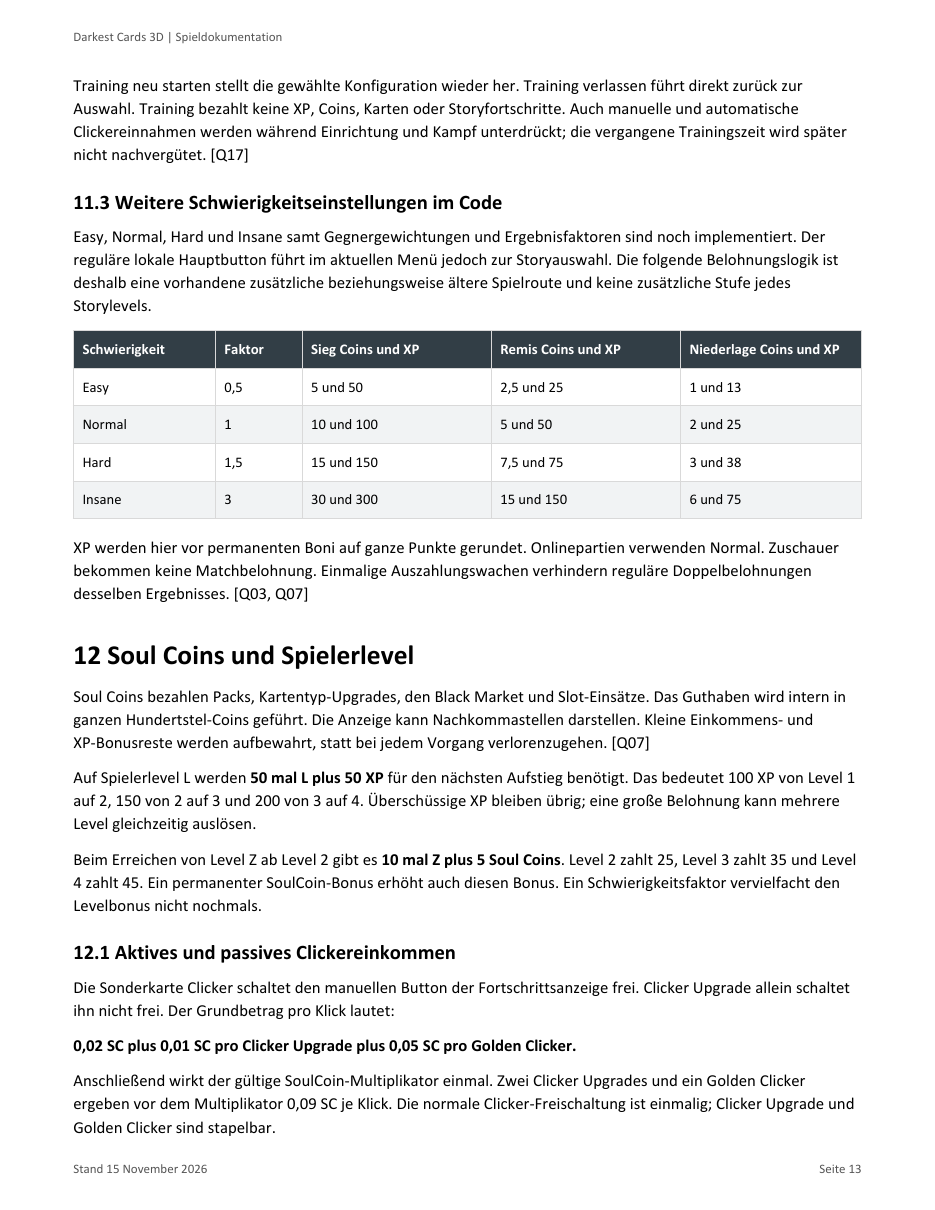 Darkest Cards 3D | Spieldokumentation
Training neu starten stellt die gewählte Konfiguration wieder her. Training verlassen führt direkt zurück zur
Auswahl. Training bezahlt keine XP, Coins, Karten oder Storyfortschritte. Auch manuelle und automatische
Clickereinnahmen werden während Einrichtung und Kampf unterdrückt; die vergangene Trainingszeit wird später
nicht nachvergütet. [Q17]
11.3 Weitere Schwierigkeitseinstellungen im Code
Easy, Normal, Hard und Insane samt Gegnergewichtungen und Ergebnisfaktoren sind noch implementiert. Der
reguläre lokale Hauptbutton führt im aktuellen Menü jedoch zur Storyauswahl. Die folgende Belohnungslogik ist
deshalb eine vorhandene zusätzliche beziehungsweise ältere Spielroute und keine zusätzliche Stufe jedes
Storylevels.
Schwierigkeit Faktor Sieg Coins und XP Remis Coins und XP Niederlage Coins und XP
Easy 0,5 5 und 50 2,5 und 25 1 und 13
Normal 1 10 und 100 5 und 50 2 und 25
Hard 1,5 15 und 150 7,5 und 75 3 und 38
Insane 3 30 und 300 15 und 150 6 und 75
XP werden hier vor permanenten Boni auf ganze Punkte gerundet. Onlinepartien verwenden Normal. Zuschauer
bekommen keine Matchbelohnung. Einmalige Auszahlungswachen verhindern reguläre Doppelbelohnungen
desselben Ergebnisses. [Q03, Q07]
12 Soul Coins und Spielerlevel
Soul Coins bezahlen Packs, Kartentyp-Upgrades, den Black Market und Slot-Einsätze. Das Guthaben wird intern in
ganzen Hundertstel-Coins geführt. Die Anzeige kann Nachkommastellen darstellen. Kleine Einkommens- und
XP-Bonusreste werden aufbewahrt, statt bei jedem Vorgang verlorenzugehen. [Q07]
Auf Spielerlevel L werden 50 mal L plus 50 XP für den nächsten Aufstieg benötigt. Das bedeutet 100 XP von Level 1
auf 2, 150 von 2 auf 3 und 200 von 3 auf 4. Überschüssige XP bleiben übrig; eine große Belohnung kann mehrere
Level gleichzeitig auslösen.
Beim Erreichen von Level Z ab Level 2 gibt es 10 mal Z plus 5 Soul Coins. Level 2 zahlt 25, Level 3 zahlt 35 und Level
4 zahlt 45. Ein permanenter SoulCoin-Bonus erhöht auch diesen Bonus. Ein Schwierigkeitsfaktor vervielfacht den
Levelbonus nicht nochmals.
12.1 Aktives und passives Clickereinkommen
Die Sonderkarte Clicker schaltet den manuellen Button der Fortschrittsanzeige frei. Clicker Upgrade allein schaltet
ihn nicht frei. Der Grundbetrag pro Klick lautet:
0,02 SC plus 0,01 SC pro Clicker Upgrade plus 0,05 SC pro Golden Clicker.
Anschließend wirkt der gültige SoulCoin-Multiplikator einmal. Zwei Clicker Upgrades und ein Golden Clicker
ergeben vor dem Multiplikator 0,09 SC je Klick. Die normale Clicker-Freischaltung ist einmalig; Clicker Upgrade und
Golden Clicker sind stapelbar.
Stand 15 November 2026 Seite 13